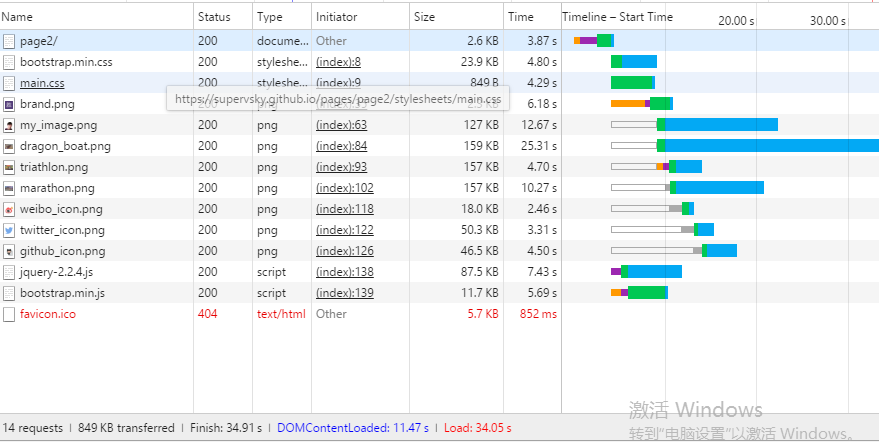 Name Status Type Initiator Size Time Timeline – Start Time 20.00 s 30.00 s
page2/ 200 docume... Other 2.6 KB 3.87 s
bootstrap.min.css 200 styleshe... (index):8 23.9 KB 4.80 s
main.css 200 styleshe... (index):9 849 B 4.29 s
https://supervsky.github.io/pages/page2/stylesheets/main.css
brand.png 200 png 6.18 s
my_image.png 200 png (index):63 127 KB 12.67 s
dragon_boat.png 200 png (index):84 159 KB 25.31 s
triathlon.png 200 png (index):93 157 KB 4.70 s
marathon.png 200 png (index):102 157 KB 10.27 s
weibo_icon.png 200 png (index):118 18.0 KB 2.46 s
twitter_icon.png 200 png (index):122 50.3 KB 3.31 s
github_icon.png 200 png (index):126 46.5 KB 4.50 s
jquery-2.2.4.js 200 script (index):138 87.5 KB 7.43 s
bootstrap.min.js 200 script (index):139 11.7 KB 5.69 s
favicon.ico 404 text/html Other 5.7 KB 852 ms
激活 Windows
14 requests | 849 KB transferred | Finish: 34.91 s | DOMContentLoaded: 11.47 s | Load: 34.05 s
转到"电脑设置"以激活 Windows。